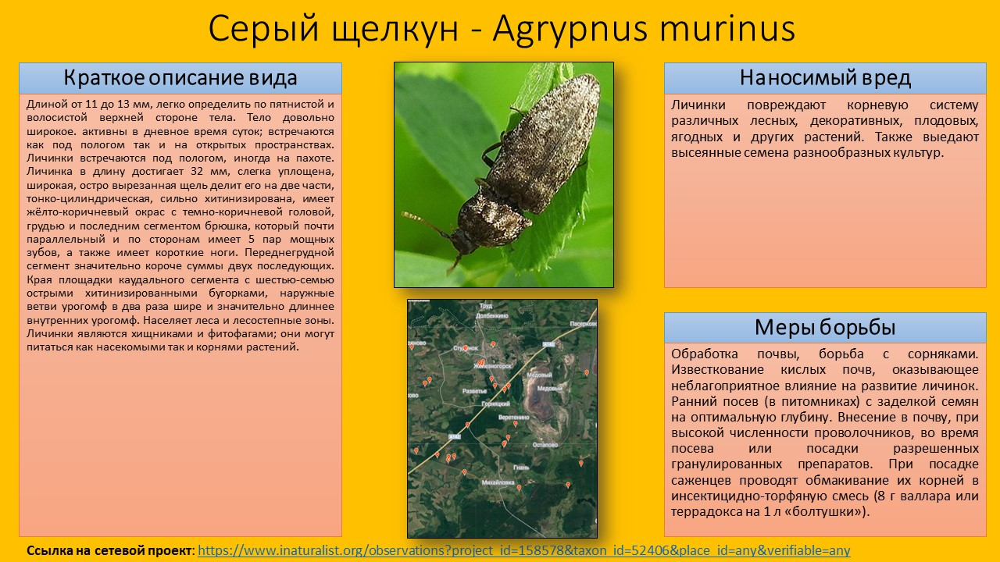 Серый щелкун - Agrypnus murinus
Краткое описание вида
Длиной от 11 до 13 мм, легко определить по пятнистой и
волосистой верхней стороне тела. Тело довольно
широкое. активны в дневное время суток; встречаются
как под пологом так и на открытых пространствах.
Личинки встречаются под пологом, иногда на пахоте.
Личинка в длину достигает 32 мм, слегка уплощена,
широкая, остро вырезанная щель делит его на две части,
тонко-цилиндрическая, сильно хитинизирована, имеет
жёлто-коричневый окрас с темно-коричневой головой,
грудью и последним сегментом брюшка, который почти
параллельный и по сторонам имеет 5 пар мощных
зубов, а также имеет короткие ноги. Переднегрудной
сегмент значительно короче суммы двух последующих.
Края площадки каудального сегмента с шестью-семью
острыми хитинизированными бугорками, наружные
ветви урогомф в два раза шире и значительно длиннее
внутренних урогомф. Населяет леса и лесостепные зоны.
Личинки являются хищниками и фитофагами; они могут
питаться как насекомыми так и корнями растений.
Труд
Долбенкино
Пасерково
А142
Студенок
Железногорск
Медовый
Разветье
Медовый
Горняцкий
Веретенино
А142
Остапово
Гнань
Михайловка
Наносимый вред
Личинки повреждают корневую систему
различных лесных, декоративных, плодовых,
ягодных и других растений. Также выедают
высеянные семена разнообразных культур.
Меры борьбы
Обработка почвы, борьба с сорняками.
Известкование кислых почв, оказывающее
неблагоприятное влияние на развитие личинок.
Ранний посев (в питомниках) с заделкой семян
на оптимальную глубину. Внесение в почву, при
высокой численности проволочников, во время
посева или посадки разрешенных
гранулированных препаратов. При посадке
саженцев проводят обмакивание их корней в
инсектицидно-торфяную смесь (8 г валлара или
террадокса на 1 л «болтушки»).
Ссылка на сетевой проект: https://www.inaturalist.org/observations?project_id=158578&taxon_id=52406&place_id=any&verifiable=any